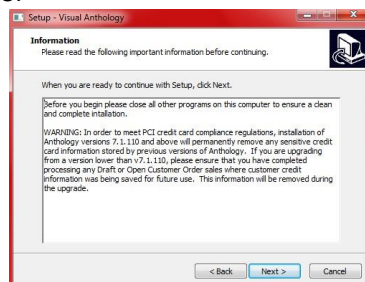 Setup - Visual Anthology
Information
Please read the following important information before continuing.
When you are ready to continue with Setup, click Next.
Before you begin please close all other programs on this computer to ensure a clean
and complete intallation.
WARNING: In order to meet PCI credit card compliance regulations, installation of
Anthology versions 7.1.110 and above will permanently remove any sensitive credit
card information stored by previous versions of Anthology. If you are upgrading
from a version lower than v7.1.110, please ensure that you have completed
processing any Draft or Open Customer Order sales where customer credit
information was being saved for future use. This information will be removed during
the upgrade.
< Back Next > Cancel